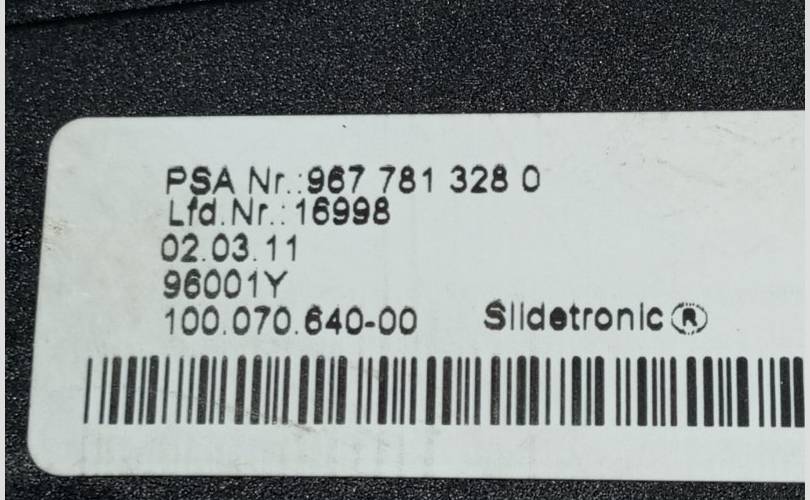 PSA Nr.:967 781 328 0
Lfd.Nr.:16998
02.03.11
96001Y
100.070.640-00 Slidetronic®